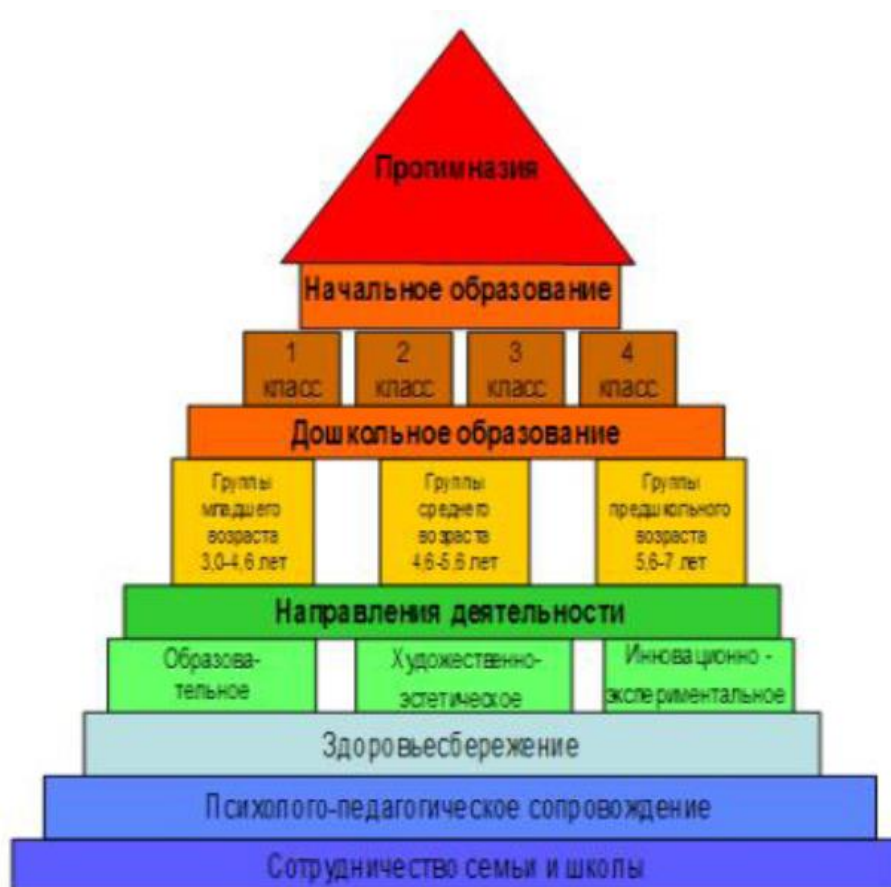 Прогимназия
Начальное образование
1 2 3 4
класс класс класс класс
Дошкольное образование
Группы
младшего
возраста
3,0-4,6 лет
Группы
среднего
возраста
4,6-5,6 лет
Группы
предшкольного
возраста
5,6-7 лет
Направления деятельности
Образова-
тельное
Художественно-
эстетическое
Инновационно -
экспериментальное
Здоровьесбережение
Психолого-педагогическое сопровождение
Сотрудничество семьи и школы